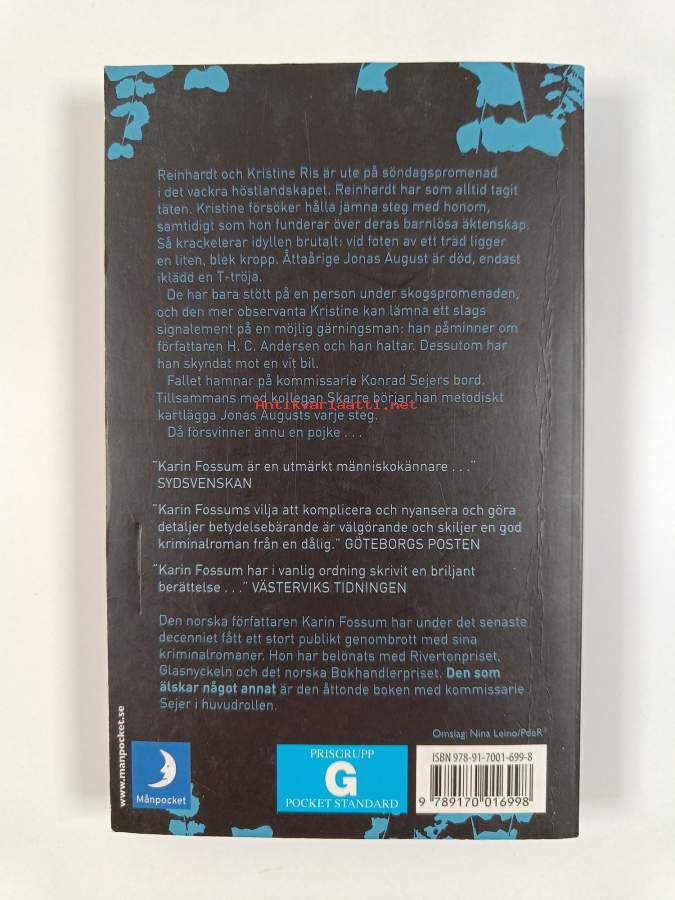 Reinhardt och Kristine Ris är ute på söndagspromenad
i det vackra höstlandskapet. Reinhardt har som alltid tagit
täten. Kristine försöker hålla jämna steg med honom,
samtidigt som hon funderar över deras barnlösa äktenskap.
Så krackelerar idyllen brutalt: vid foten av ett träd ligger
en liten, blek kropp. Åttaårige Jonas August är död, endast
iklädd en T-tröja.
De har bara stött på en person under skogspromenaden,
och den mer observanta Kristine kan lämna ett slags
signalement på en möjlig gärningsman: han påminner om
författaren H. C. Andersen och han haltar. Dessutom har
han skyndat mot en vit bil.
Fallet hamnar på kommissarie Konrad Sejers bord.
Tillsammans med kollegan Skarre börjar han metodiskt
Antikvariaatti.net
kartlägga Jonas Augusts varje steg.
Då försvinner ännu en pojke . . .
"Karin Fossum är en utmärkt människokännare . . ."
SYDSVENSKAN
"Karin Fossums vilja att komplicera och nyansera och göra
detaljer betydelsebärande är välgörande och skiljer en god
kriminalroman från en dålig." GÖTEBORGS POSTEN
"Karin Fossum har i vanlig ordning skrivit en briljant
berättelse . . ." VÄSTERVIKS TIDNINGEN
Den norska författaren Karin Fossum har under det senaste
decenniet fått ett stort publikt genombrott med sina
kriminalromaner. Hon har belönats med Rivertonpriset,
Glasnyckeln och det norska Bokhandlerpriset. Den som
älskar något annat är den åttonde boken med kommissarie
Sejer i huvudrollen.
Omslag: Nina Leino/PdeR®
www.manpocket.se
Månpocket
PRISGRUPP
G
POCKET STANDARD
ISBN 978-91-7001-699-8
9 789170 016998